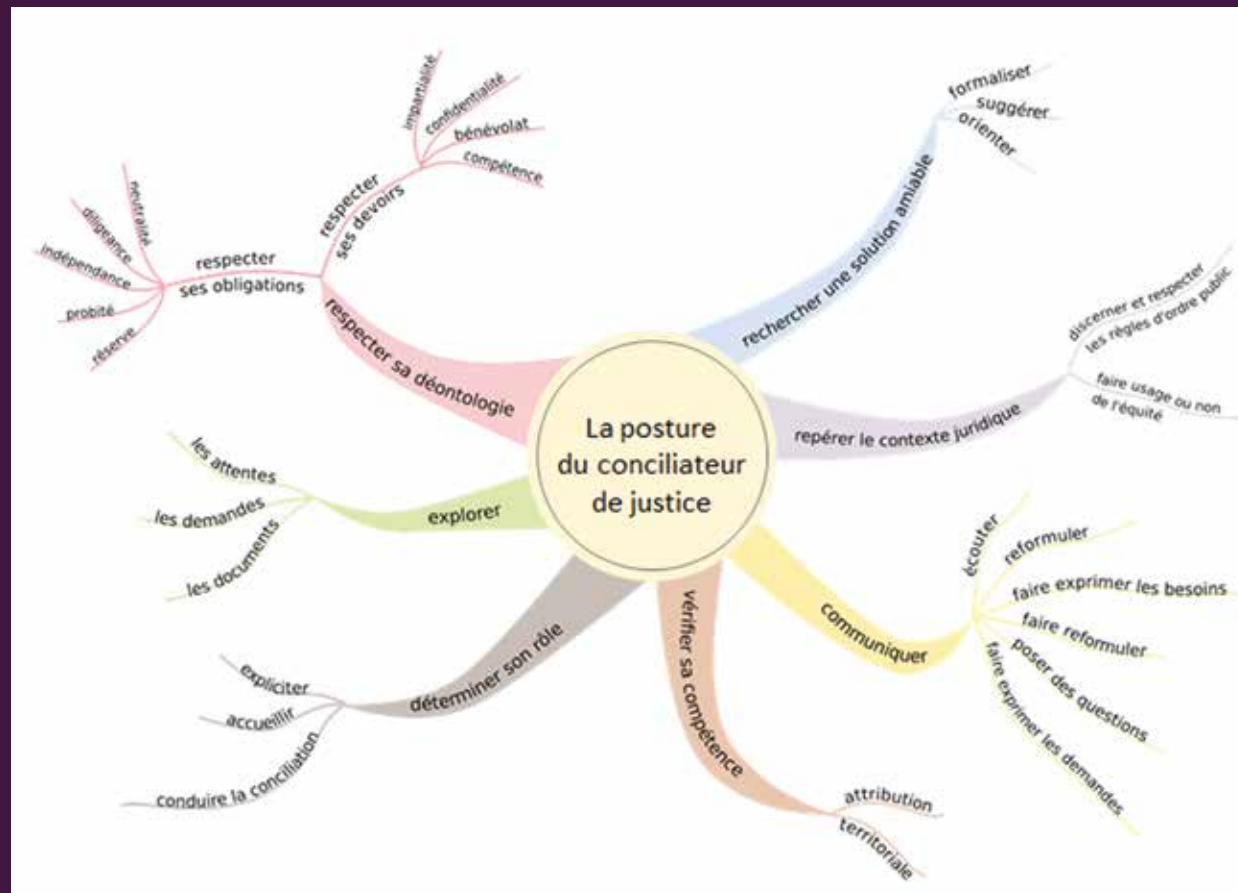 La posture
du conciliateur
de justice
rechercher une solution amiable
formaliser
suggérer
orienter
repérer le contexte juridique
discerner et respecter
les règles d'ordre public
faire usage ou non
de l'équité
communiquer
écouter
reformuler
faire exprimer les besoins
faire reformuler
poser des questions
faire exprimer les demandes
vérifier sa compétence
attribution
territoriale
déterminer son rôle
expliciter
accueillir
conduire la conciliation
explorer
les attentes
les demandes
les documents
respecter sa déontologie
respecter
ses obligations
neutralité
diligeance
indépendance
probité
réserve
respecter
ses devoirs
impartialité
confidentialité
bénévolat
compétence